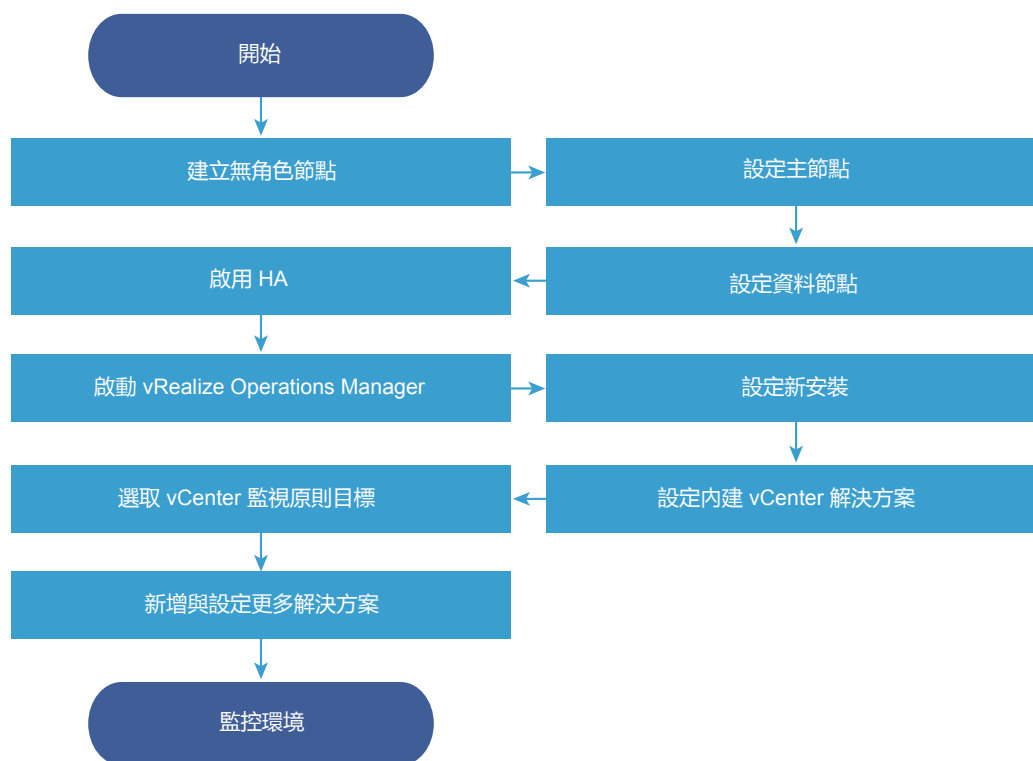 開始
建立無角色節點
設定主節點
設定資料節點
啟用 HA
啟動 vRealize Operations Manager
設定新安裝
設定內建 vCenter 解決方案
選取 vCenter 監視原則目標
新增與設定更多解決方案
監控環境